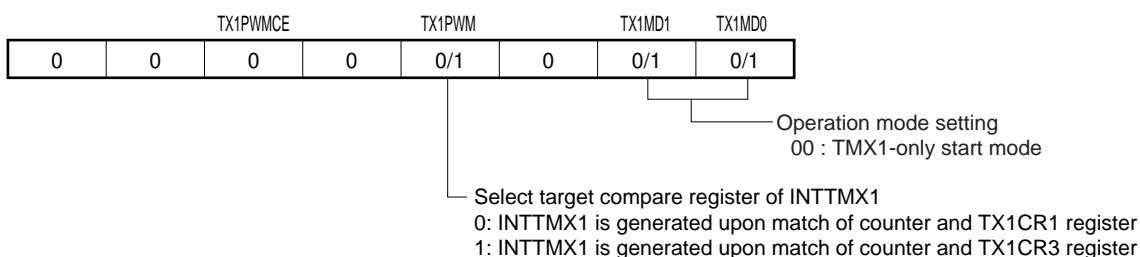 TX1PWMCE TX1PWM TX1MD1 TX1MD0
0 0 0 0 0/1 0 0/1 0/1
Operation mode setting
00 : TMX1-only start mode
Select target compare register of INTTMX1
0: INTTMX1 is generated upon match of counter and TX1CR1 register
1: INTTMX1 is generated upon match of counter and TX1CR3 register